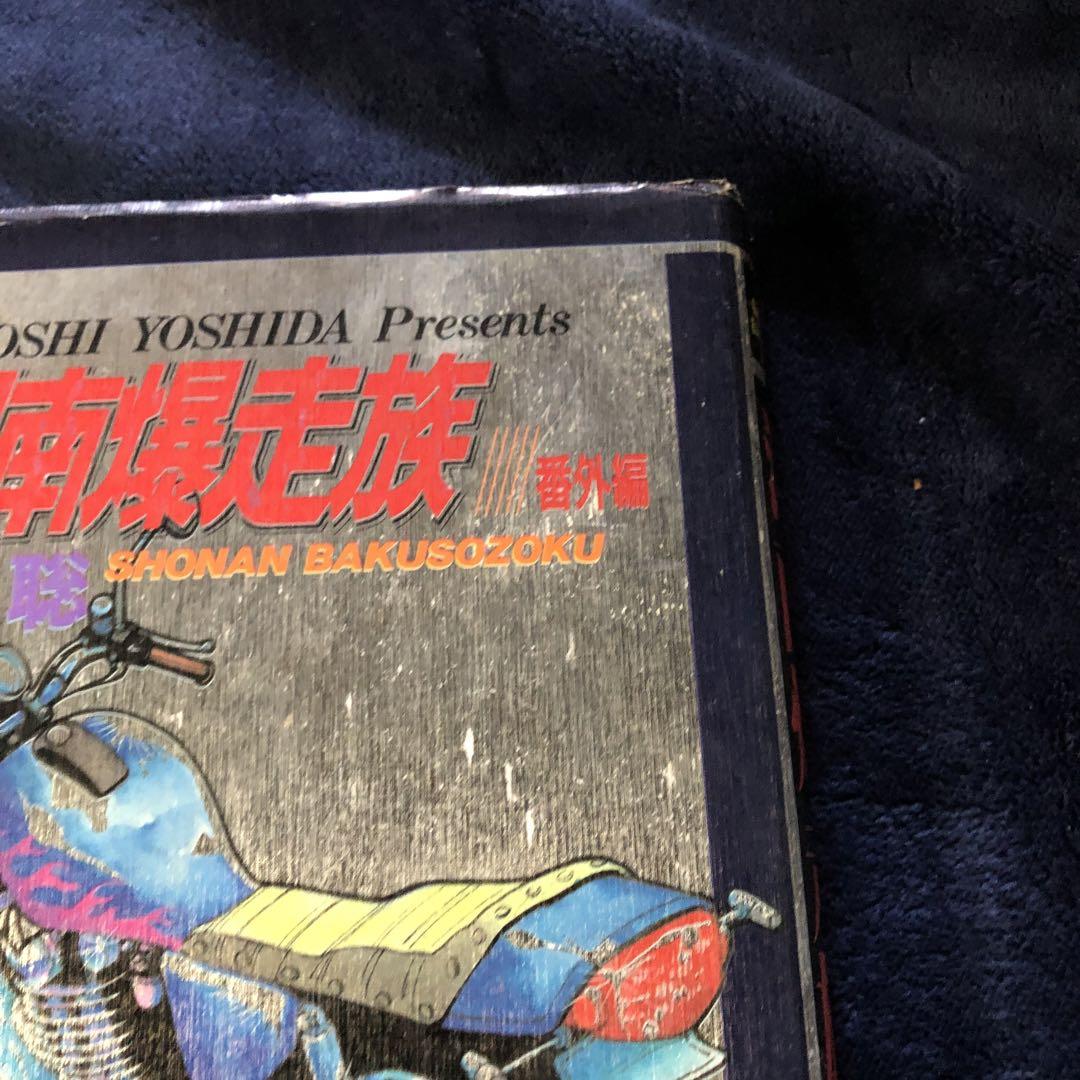 OSHI YOSHIDA Presents
南爆走族 番外編
聡 SHONAN BAKUSOZOKU